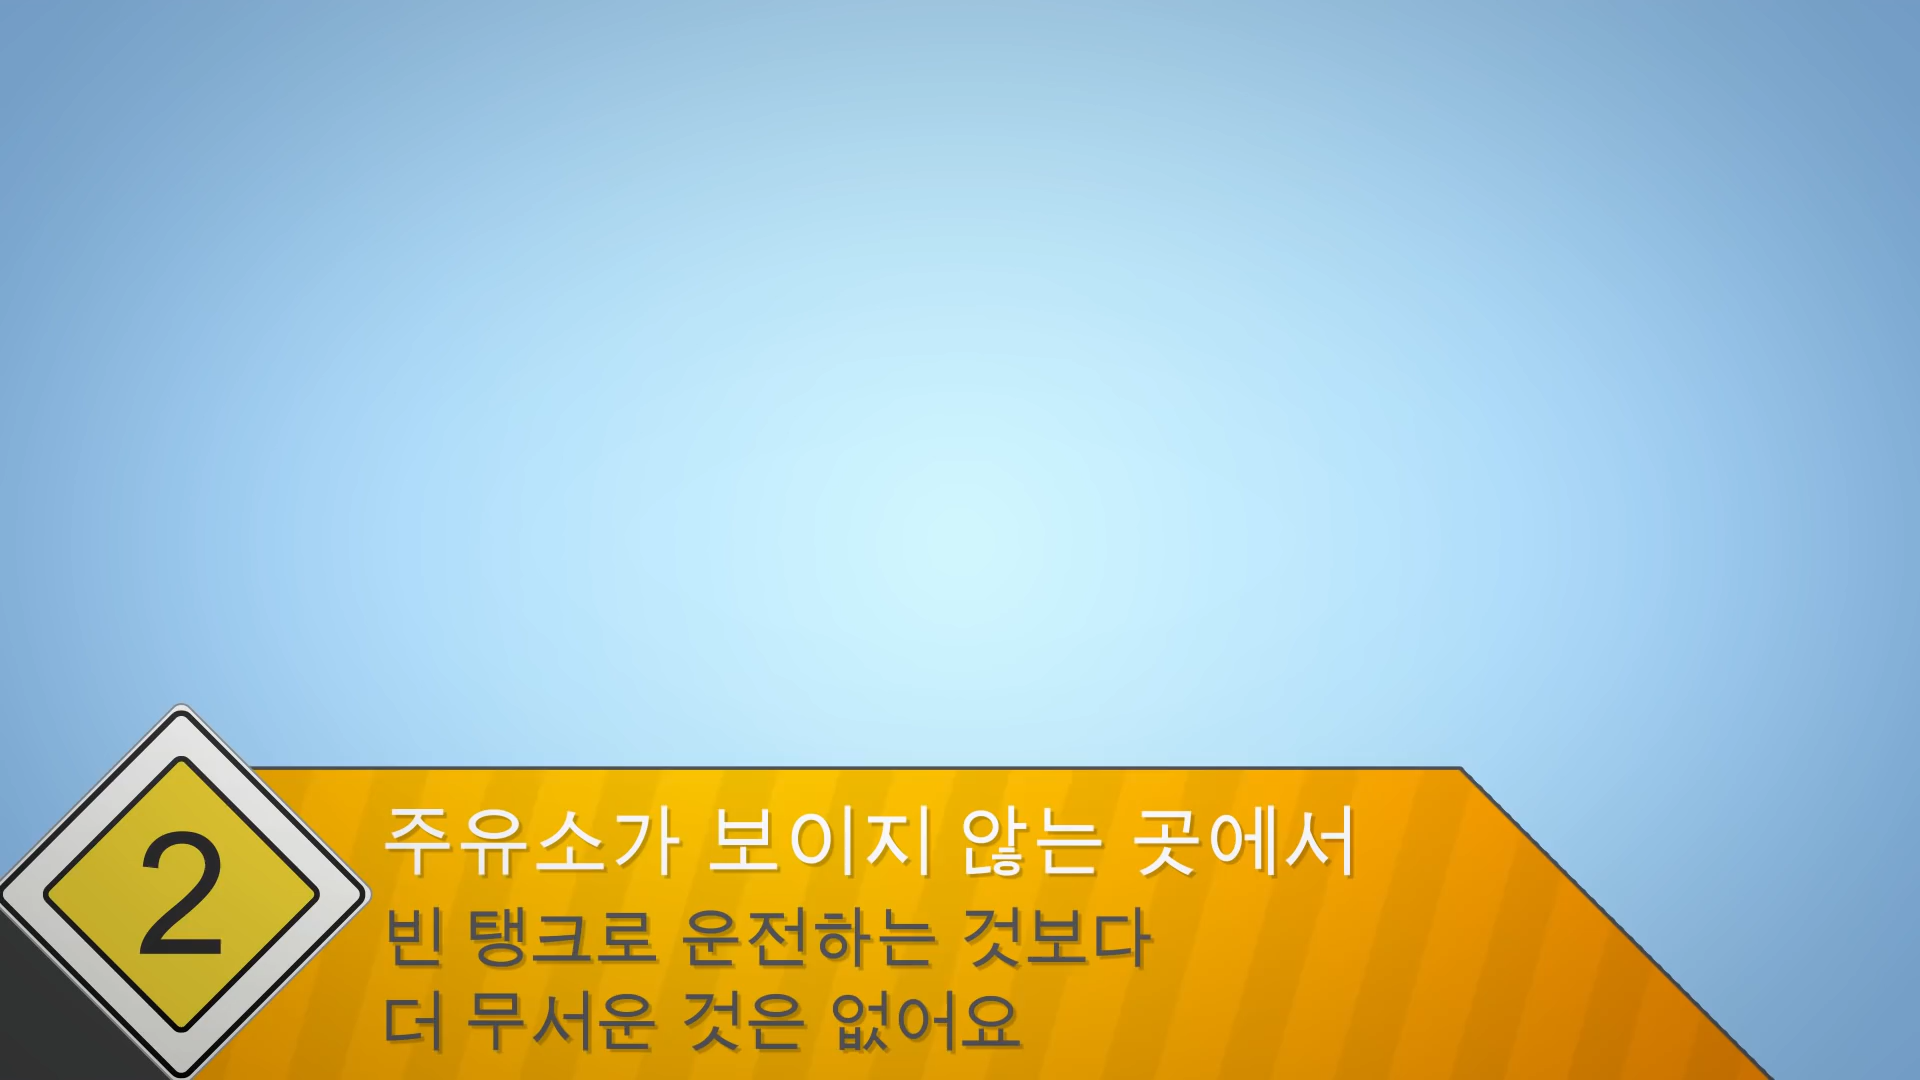 2
주유소가 보이지 않는 곳에서
빈 탱크로 운전하는 것보다
더 무서운 것은 없어요